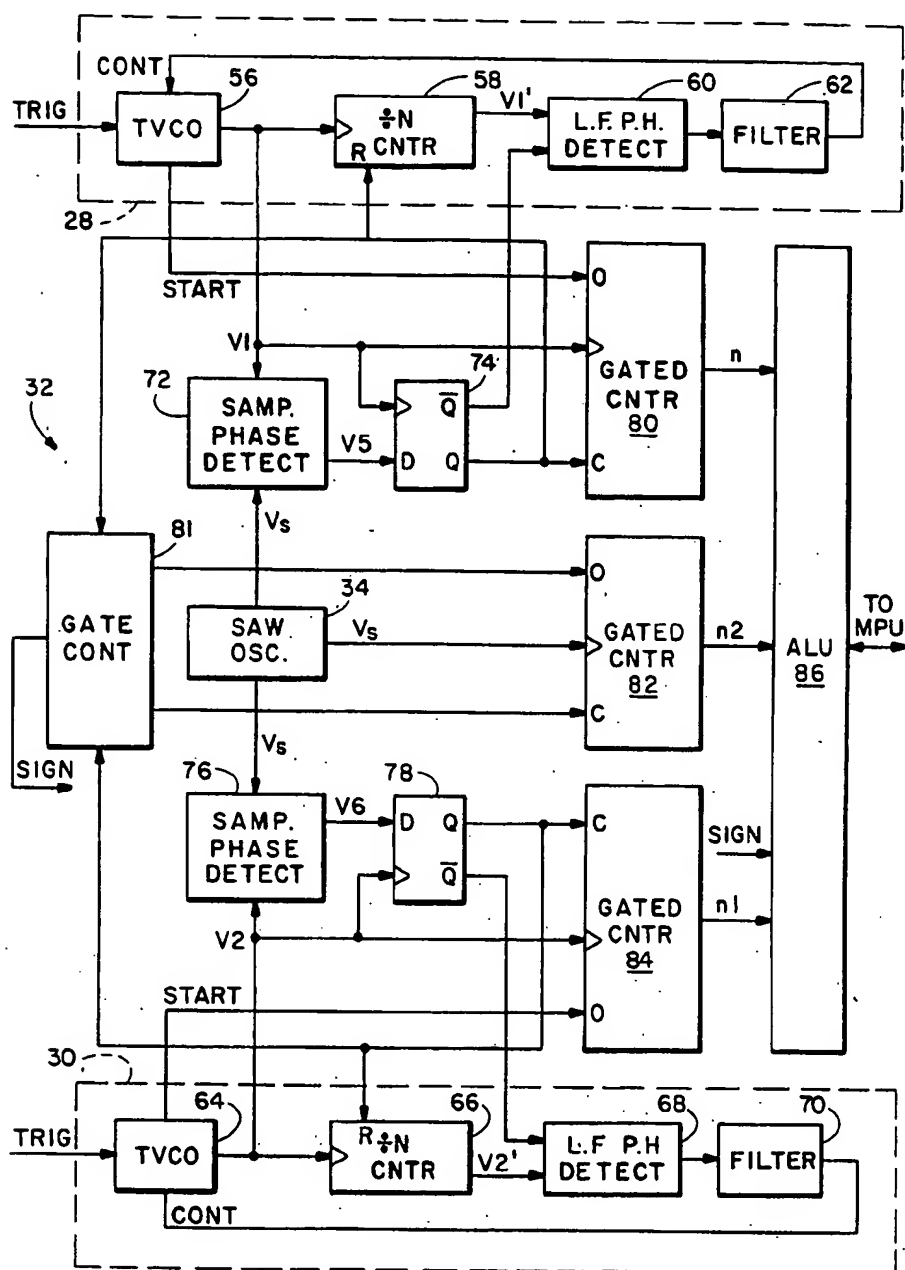 CONT
56
58
60
62
TRIG
TVCO
÷N
CNTR
R
V1'
L.F. P.H.
DETECT
FILTER
28
START
O
V1
GATED
CNTR
80
n
32
72
SAMP.
PHASE
DETECT
V5
74
Q̅
D Q
C
Vs
81
GATE
CONT
34
SAW
OSC.
Vs
O
GATED
CNTR
82
n2
C
ALU
86
TO
MPU
Vs
SIGN
76
SAMP.
PHASE
DETECT
V6
78
D Q
Q̅
C
SIGN
V2
GATED
CNTR
84
n1
START
O
30
64
66
68
70
TRIG
TVCO
R
÷N
CNTR
V2'
L.F P.H
DETECT
FILTER
CONT